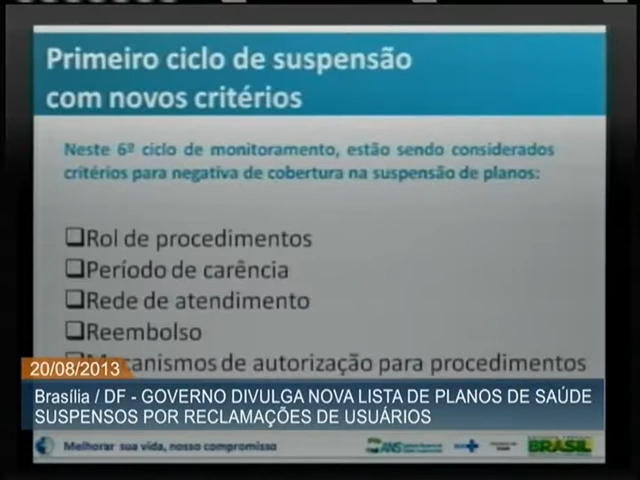 Primeiro ciclo de suspensão
com novos critérios
Neste 6º ciclo de monitoramento, estão sendo considerados
critérios para negativa de cobertura na suspensão de planos:
❑Rol de procedimentos
❑Período de carência
❑Rede de atendimento
❑Reembolso
canismos de autorização para procedimentos
20/08/2013
Brasília / DF - GOVERNO DIVULGA NOVA LISTA DE PLANOS DE SAÚDE
SUSPENSOS POR RECLAMAÇÕES DE USUÁRIOS
Melhorar sua vida, nosso compromisso
ANS
SUS
BRASIL